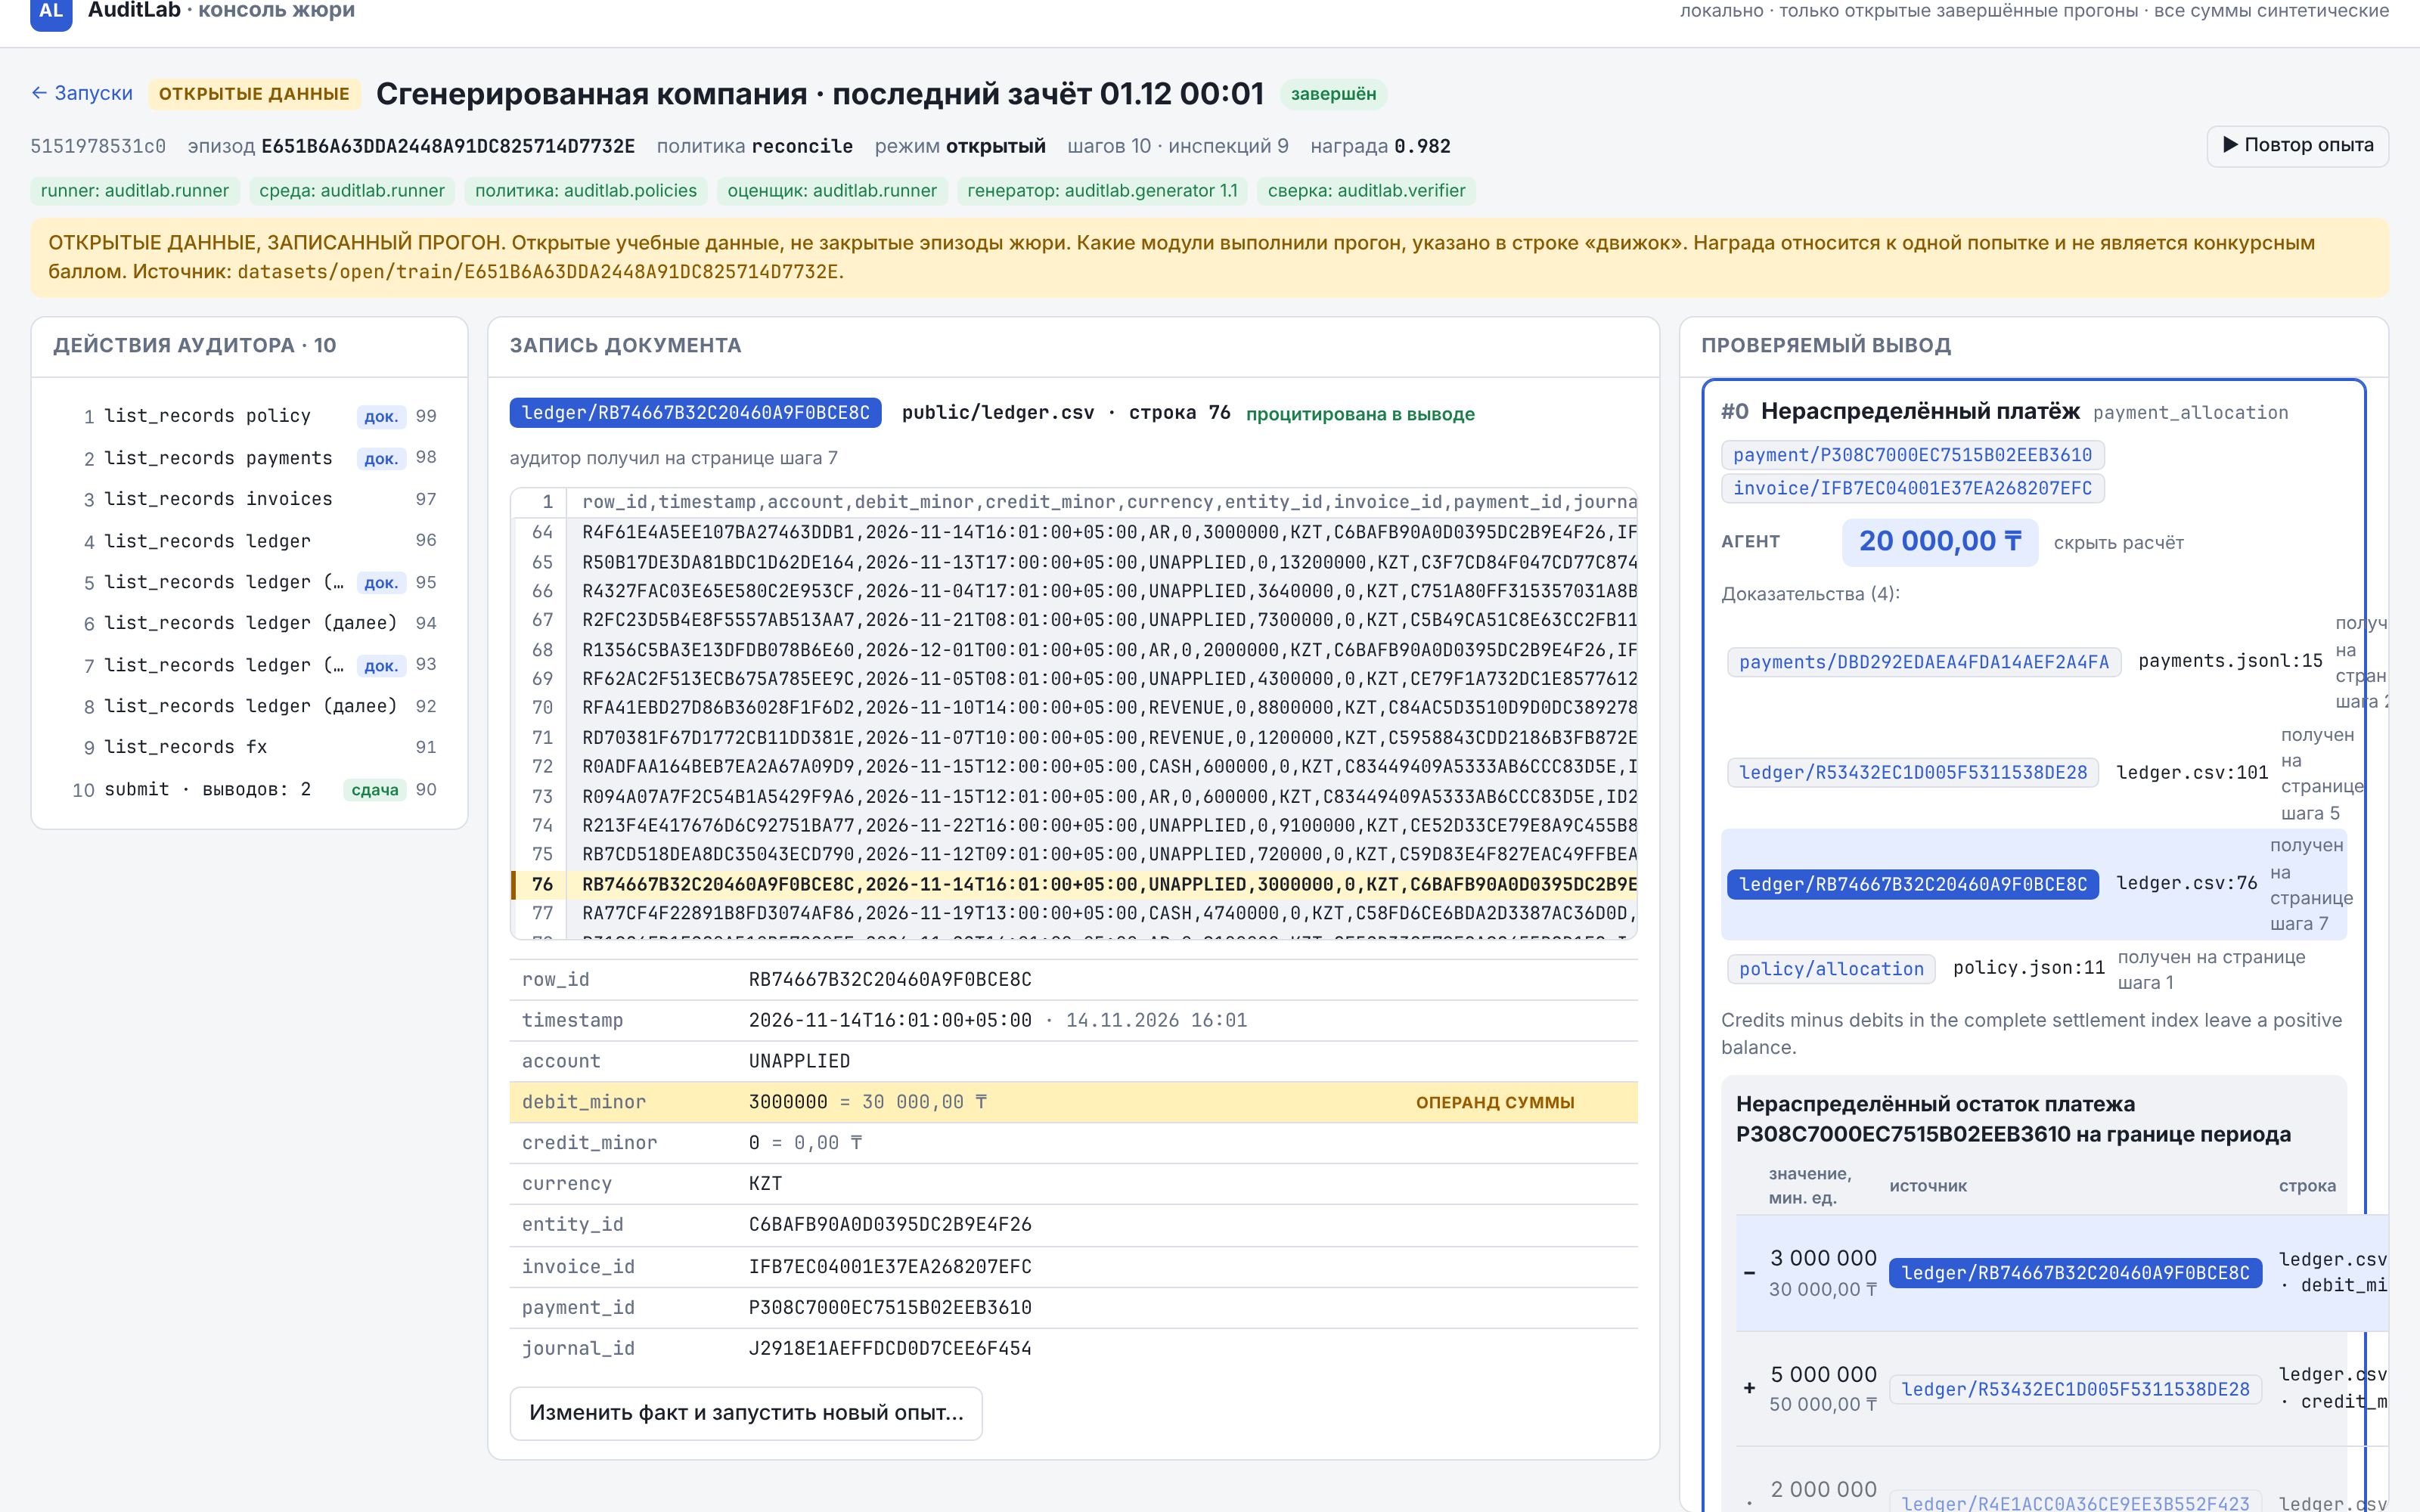 AL AuditLab · консоль жюри
локально · только открытые завершённые прогоны · все суммы синтетические
← Запуски ОТКРЫТЫЕ ДАННЫЕ Сгенерированная компания · последний зачёт 01.12 00:01 завершён
5151978531c0 эпизод E651B6A63DDA2448A91DC825714D7732E политика reconcile режим открытый шагов 10 · инспекций 9 награда 0.982
▶ Повтор опыта
runner: auditlab.runner среда: auditlab.runner политика: auditlab.policies оценщик: auditlab.runner генератор: auditlab.generator 1.1 сверка: auditlab.verifier
ОТКРЫТЫЕ ДАННЫЕ, ЗАПИСАННЫЙ ПРОГОН. Открытые учебные данные, не закрытые эпизоды жюри. Какие модули выполнили прогон, указано в строке «движок». Награда относится к одной попытке и не является конкурсным
баллом. Источник: datasets/open/train/E651B6A63DDA2448A91DC825714D7732E.
ДЕЙСТВИЯ АУДИТОРА · 10
1 list_records policy док. 99
2 list_records payments док. 98
3 list_records invoices 97
4 list_records ledger 96
5 list_records ledger (… док. 95
6 list_records ledger (далее) 94
7 list_records ledger (… док. 93
8 list_records ledger (далее) 92
9 list_records fx 91
10 submit · выводов: 2 сдача 90
ЗАПИСЬ ДОКУМЕНТА
ledger/RB74667B32C20460A9F0BCE8C public/ledger.csv · строка 76 процитирована в выводе
аудитор получил на странице шага 7
1 row_id,timestamp,account,debit_minor,credit_minor,currency,entity_id,invoice_id,payment_id,journa
64 R4F61E4A5EE107BA27463DDB1,2026-11-14T16:01:00+05:00,AR,0,3000000,KZT,C6BAFB90A0D0395DC2B9E4F26,IF
65 R50B17DE3DA81BDC1D62DE164,2026-11-13T17:00:00+05:00,UNAPPLIED,0,13200000,KZT,C3F7CD84F047CD77C874
66 R4327FAC03E65E580C2E953CF,2026-11-04T17:01:00+05:00,UNAPPLIED,3640000,0,KZT,C751A80FF315357031A8B
67 R2FC23D5B4E8F5557AB513AA7,2026-11-21T08:01:00+05:00,UNAPPLIED,7300000,0,KZT,C5B49CA51C8E63CC2FB11
68 R1356C5BA3E13DFDB078B6E60,2026-12-01T00:01:00+05:00,AR,0,2000000,KZT,C6BAFB90A0D0395DC2B9E4F26,IF
69 RF62AC2F513ECB675A785EE9C,2026-11-05T08:01:00+05:00,UNAPPLIED,4300000,0,KZT,CE79F1A732DC1E8577612
70 RFA41EBD27D86B36028F1F6D2,2026-11-10T14:00:00+05:00,REVENUE,0,8800000,KZT,C84AC5D3510D9D0DC389278
71 RD70381F67D1772CB11DD381E,2026-11-07T10:00:00+05:00,REVENUE,0,1200000,KZT,C5958843CDD2186B3FB872E
72 R0ADFAA164BEB7EA2A67A09D9,2026-11-15T12:00:00+05:00,CASH,600000,0,KZT,C83449409A5333AB6CCC83D5E,I
73 R094A07A7F2C54B1A5429F9A6,2026-11-15T12:01:00+05:00,AR,0,600000,KZT,C83449409A5333AB6CCC83D5E,ID2
74 R213F4E417676D6C92751BA77,2026-11-22T16:00:00+05:00,UNAPPLIED,0,9100000,KZT,CE52D33CE79E8A9C455B8
75 RB7CD518DEA8DC35043ECD790,2026-11-12T09:01:00+05:00,UNAPPLIED,720000,0,KZT,C59D83E4F827EAC49FFBEA
76 RB74667B32C20460A9F0BCE8C,2026-11-14T16:01:00+05:00,UNAPPLIED,3000000,0,KZT,C6BAFB90A0D0395DC2B9E
77 RA77CF4F22891B8FD3074AF86,2026-11-19T13:00:00+05:00,CASH,4740000,0,KZT,C58FD6CE6BDA2D3387AC36D0D,
row_id RB74667B32C20460A9F0BCE8C
timestamp 2026-11-14T16:01:00+05:00 · 14.11.2026 16:01
account UNAPPLIED
debit_minor 3000000 = 30 000,00 ₸ ОПЕРАНД СУММЫ
credit_minor 0 = 0,00 ₸
currency KZT
entity_id C6BAFB90A0D0395DC2B9E4F26
invoice_id IFB7EC04001E37EA268207EFC
payment_id P308C7000EC7515B02EEB3610
journal_id J2918E1AEFFDCD0D7CEE6F454
Изменить факт и запустить новый опыт…
ПРОВЕРЯЕМЫЙ ВЫВОД
#0 Нераспределённый платёж payment_allocation
payment/P308C7000EC7515B02EEB3610
invoice/IFB7EC04001E37EA268207EFC
АГЕНТ 20 000,00 ₸ скрыть расчёт
Доказательства (4):
payments/DBD292EDAEA4FDA14AEF2A4FA payments.jsonl:15
получ
на
стран
шага 2
ledger/R53432EC1D005F5311538DE28 ledger.csv:101
получен
на
странице
шага 5
ledger/RB74667B32C20460A9F0BCE8C ledger.csv:76
получен
на
странице
шага 7
policy/allocation policy.json:11
получен на странице
шага 1
Credits minus debits in the complete settlement index leave a positive
balance.
Нераспределённый остаток платежа
P308C7000EC7515B02EEB3610 на границе периода
значение,
мин. ед. источник строка
− 3 000 000
30 000,00 ₸ ledger/RB74667B32C20460A9F0BCE8C ledger.csv
· debit_mi
+ 5 000 000
50 000,00 ₸ ledger/R53432EC1D005F5311538DE28 ledger.csv
· credit_m
· 2 000 000
ledger/R4E1ACC0A36CE9EE3B552F423 ledger.csv